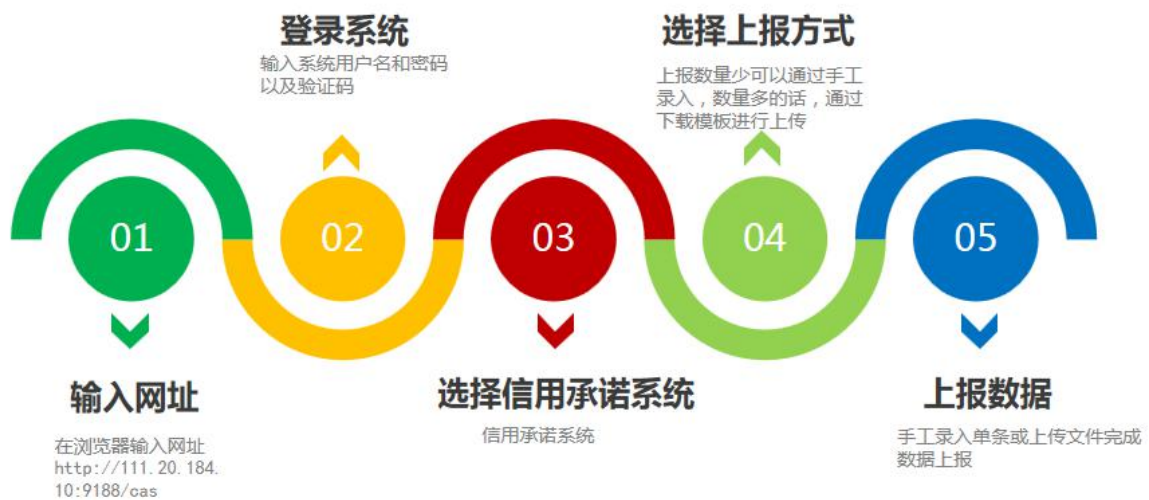 01
输入网址
在浏览器输入网址
http://111.20.184.
10:9188/cas
02
登录系统
输入系统用户名和密码
以及验证码
03
选择信用承诺系统
信用承诺系统
04
选择上报方式
上报数量少可以通过手工
录入，数量多的话，通过
下载模板进行上传
05
上报数据
手工录入单条或上传文件完成
数据上报